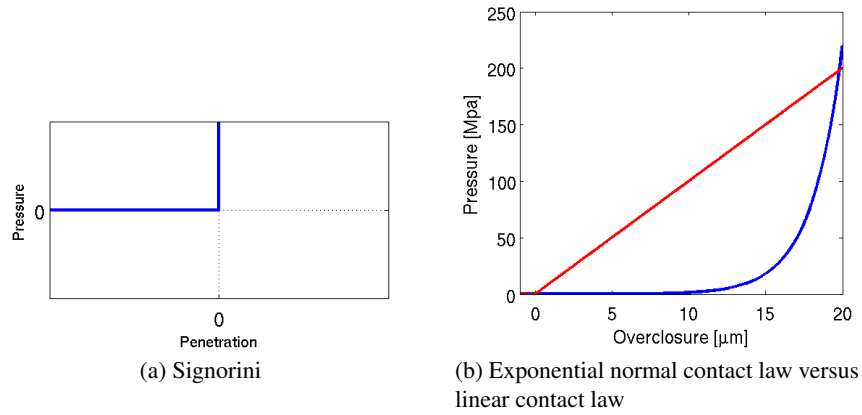 Pressure
0
0
Penetration
(a) Signorini
250
200
150
100
50
0
Pressure [Mpa]
0
5
10
15
20
Overclosure [µm]
(b) Exponential normal contact law versus
linear contact law